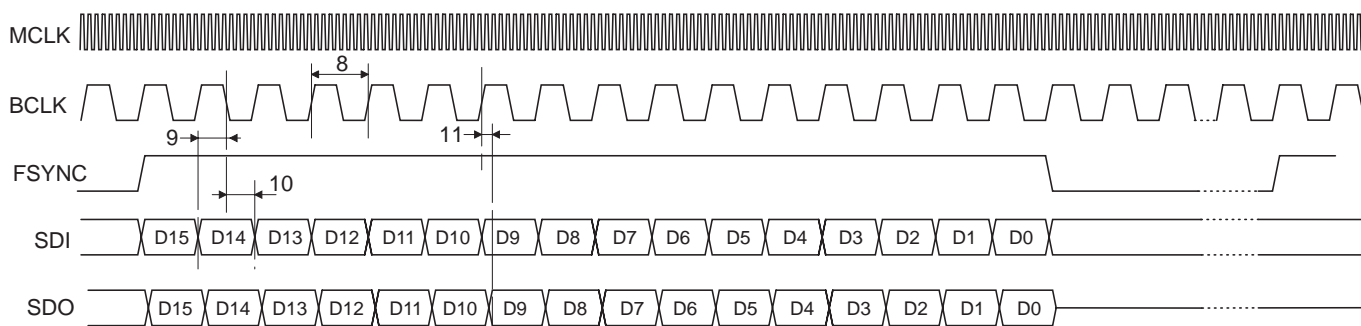 MCLK
8
BCLK
9
11
FSYNC
10
SDI D15 D14 D13 D12 D11 D10 D9 D8 D7 D6 D5 D4 D3 D2 D1 D0
SDO D15 D14 D13 D12 D11 D10 D9 D8 D7 D6 D5 D4 D3 D2 D1 D0